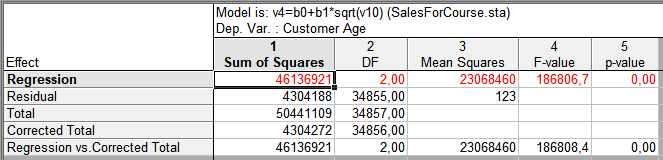 Model is: v4=b0+b1*sqrt(v10) (SalesForCourse.sta)
Dep. Var. : Customer Age
1 2 3 4 5
Effect Sum of Squares DF Mean Squares F-value p-value
Regression 46136921 2,00 23068460 186806,7 0,00
Residual 4304188 34855,00 123
Total 50441109 34857,00
Corrected Total 4304272 34856,00
Regression vs.Corrected Total 46136921 2,00 23068460 186808,4 0,00